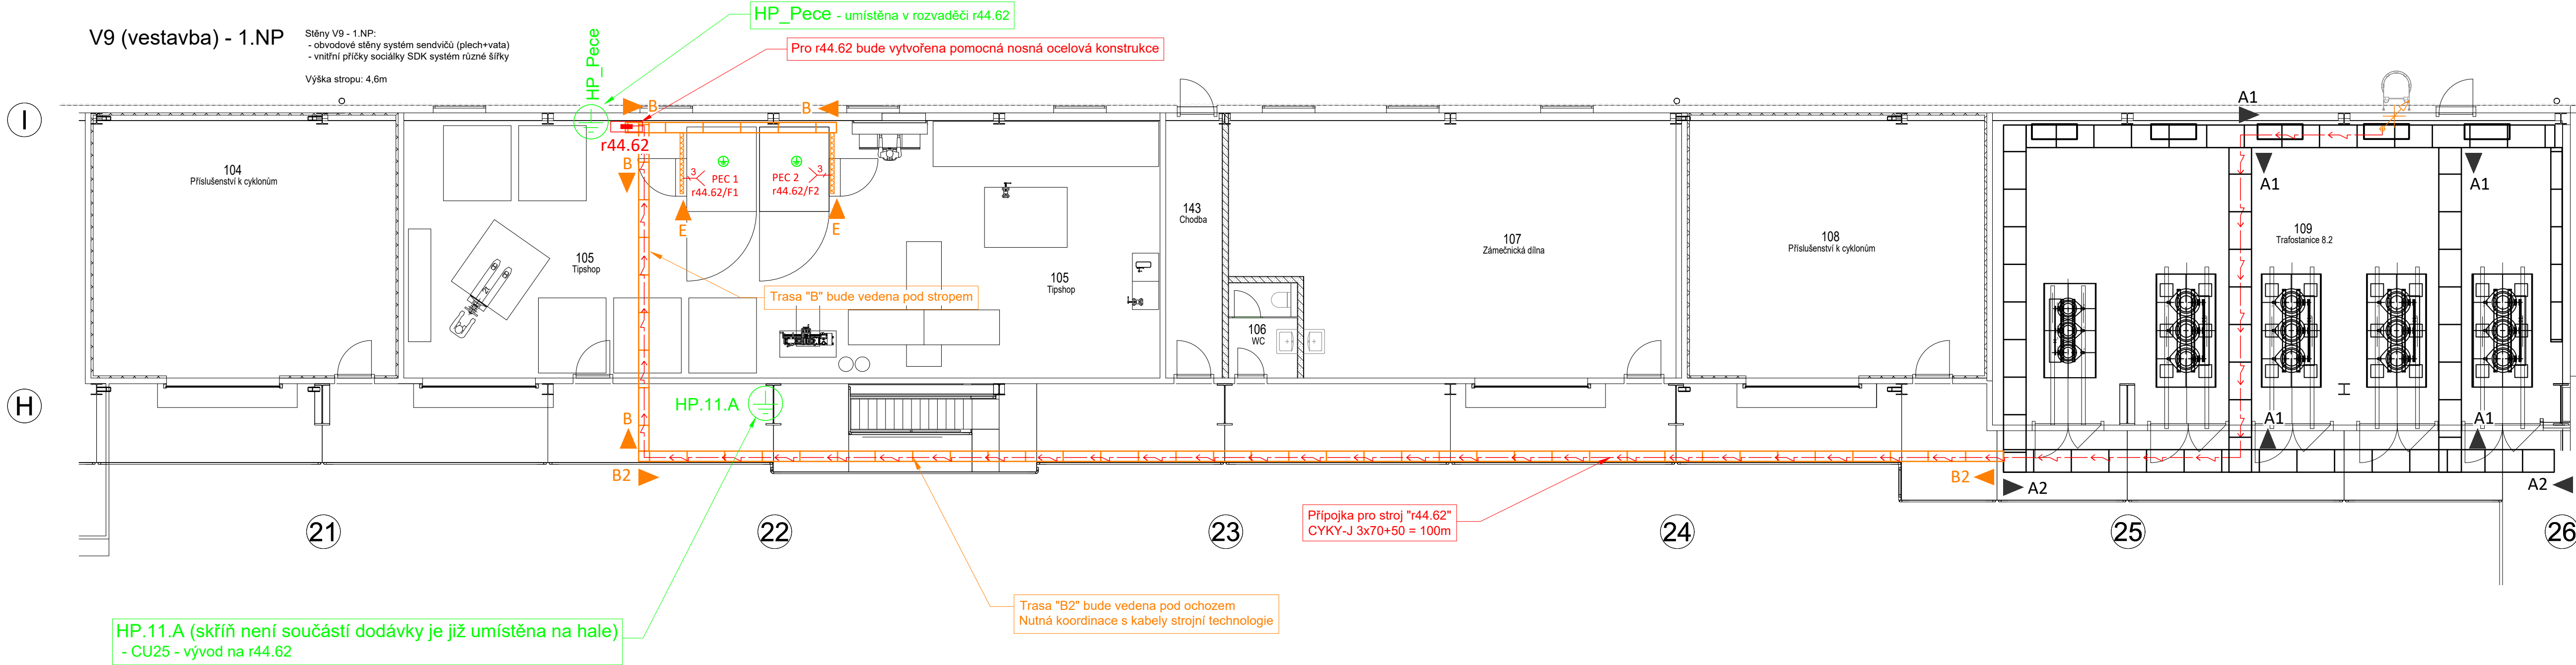 V9 (vestavba) - 1.NP
Stěny V9 - 1.NP:
- obvodové stěny systém sendvičů (plech+vata)
- vnitřní příčky sociálky SDK systém různé šířky
Výška stropu: 4,6m
HP_Pece - umístěna v rozvaděči r44.62
Pro r44.62 bude vytvořena pomocná nosná ocelová konstrukce
HP_Pece
I
H
B
B
r44.62
B
3
PEC 1
r44.62/F1
PEC 2
3
r44.62/F2
E
E
104
Příslušenství k cyklonům
105
Tipshop
105
Tipshop
143
Chodba
106
WC
107
Zámečnická dílna
108
Příslušenství k cyklonům
109
Trafostanice 8.2
A1
A1
A1
A1
A1
Trasa "B" bude vedena pod stropem
HP.11.A
B
B2
B2
A2
A2
Přípojka pro stroj "r44.62"
CYKY-J 3x70+50 = 100m
21
22
23
24
25
26
Trasa "B2" bude vedena pod ochozem
Nutná koordinace s kabely strojní technologie
HP.11.A (skříň není součástí dodávky je již umístěna na hale)
- CU25 - vývod na r44.62